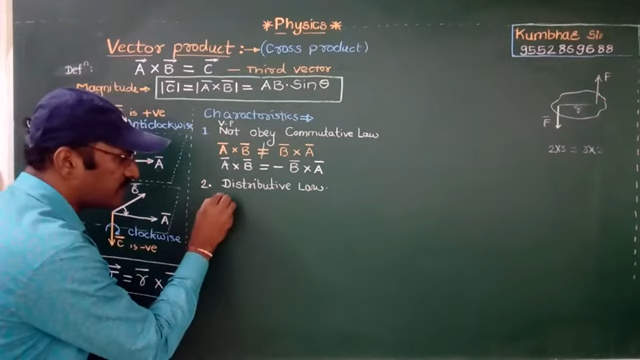 * Physics *
Vector product :→ (Cross product)
Kumbhar Sir
9552869688
Defⁿ: A⃗ × B⃗ = C⃗ — Third vector
Magnitude → |C̅| = |A̅×B̅| = AB·Sinθ
is +ve
Anticlockwise
A̅
B̅
A̅
clockwise
C̅ is -ve
= r̅ ×
Characteristics ⇒
V.P
1 Not obey Commutative Law
A̅ × B̅ ≠ B̅ × A̅
A̅ × B̅ = - B̅ × A̅
2. Distributive Law.
F
F̅
r
2×3 = 3×2